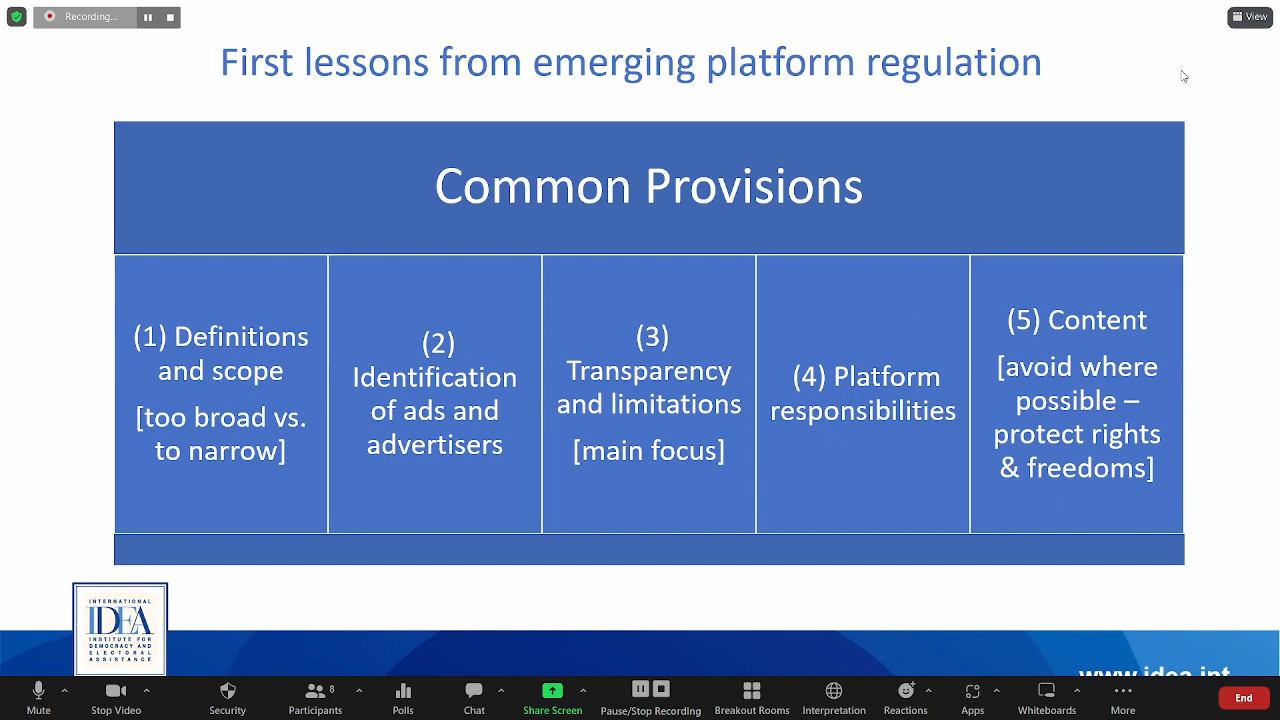 Recording...
View
First lessons from emerging platform regulation
Common Provisions
(1) Definitions
and scope
[too broad vs.
to narrow]
(2)
Identification
of ads and
advertisers
(3)
Transparency
and limitations
[main focus]
(4) Platform
responsibilities
(5) Content
[avoid where
possible –
protect rights
& freedoms]
INTERNATIONAL
IDEA
INSTITUTE FOR
DEMOCRACY AND
ELECTORAL
ASSISTANCE
www.idea.int
Mute
Stop Video
Security
Participants
8
Polls
Chat
Share Screen
Pause/Stop Recording
Breakout Rooms
Interpretation
Reactions
Apps
Whiteboards
More
End